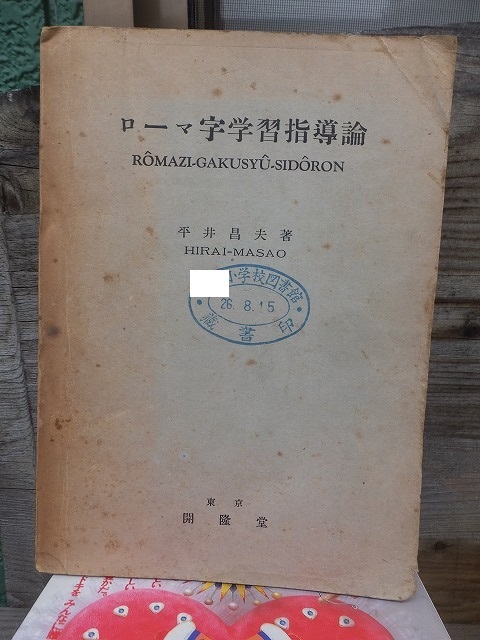 ローマ字学習指導論
RÔMAZI-GAKUSYÛ-SIDÔRON
平井昌夫著
HIRAI-MASAO
小学校図書館
26. 8. 15
蔵書印
東京
開隆堂